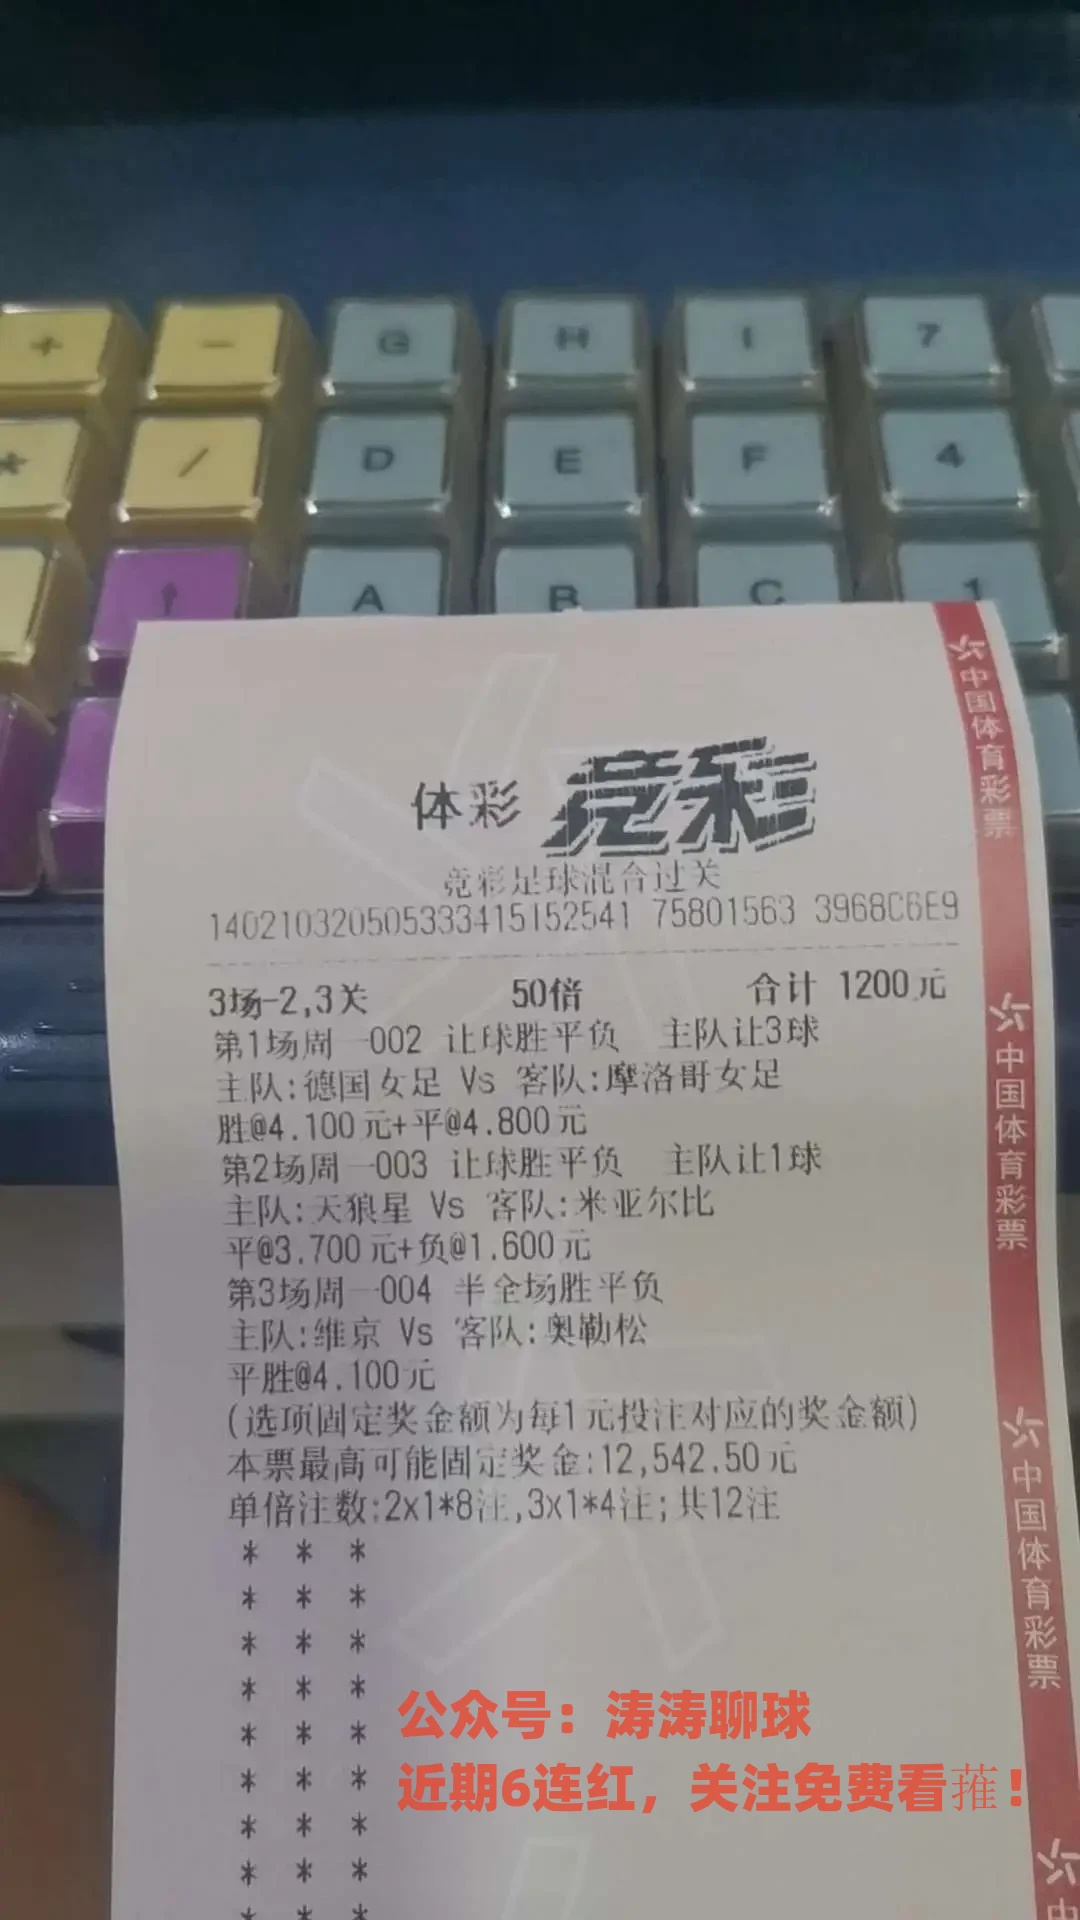 + - G H I 7
* / D E F 4
↑ A B C 1
中国体育彩票
体彩 竞彩
竞彩足球混合过关
140210320505333415152541 75801563 3968C6E9
3场-2,3关 50倍 合计 1200元
第1场周一002 让球胜平负 主队让3球
主队:德国女足 Vs 客队:摩洛哥女足
胜@4.100元+平@4.800元
第2场周一003 让球胜平负 主队让1球
主队:天狼星 Vs 客队:米亚尔比
平@3.700元+负@1.600元
第3场周一004 半全场胜平负
主队:维京 Vs 客队:奥勒松
平胜@4.100元
(选项固定奖金额为每1元投注对应的奖金额)
本票最高可能固定奖金:12,542.50元
单倍注数:2x1*8注,3x1*4注;共12注
* * *
* * *
* * *
* * *
* * *
* * *
* * *
* * *
* * *
中国体育彩票
中国体育彩票
中
公众号：涛涛聊球
近期6连红，关注免费看蓷！